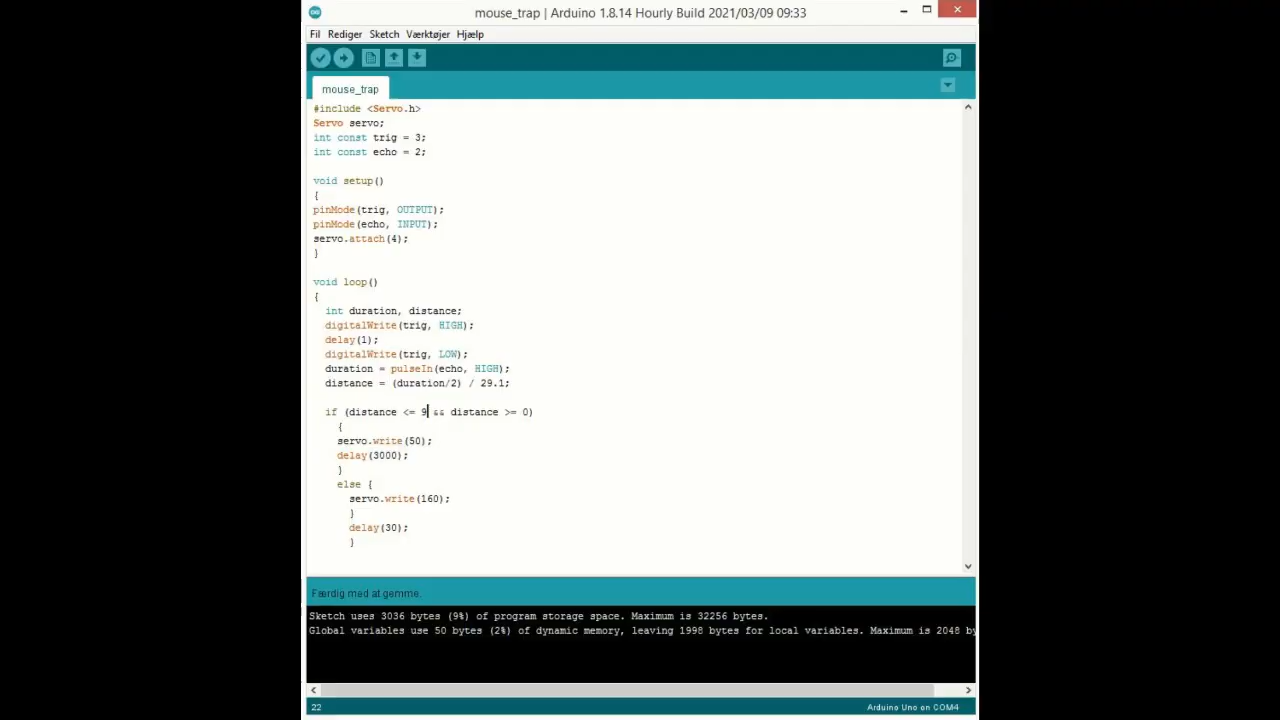 mouse_trap | Arduino 1.8.14 Hourly Build 2021/03/09 09:33
Fil Rediger Sketch Værktøjer Hjælp
mouse_trap
#include <Servo.h>
Servo servo;
int const trig = 3;
int const echo = 2;
void setup()
{
pinMode(trig, OUTPUT);
pinMode(echo, INPUT);
servo.attach(4);
}
void loop()
{
int duration, distance;
digitalWrite(trig, HIGH);
delay(1);
digitalWrite(trig, LOW);
duration = pulseIn(echo, HIGH);
distance = (duration/2) / 29.1;
if (distance <= 9 && distance >= 0)
{
servo.write(50);
delay(3000);
}
else {
servo.write(160);
}
delay(30);
}
Færdig med at gemme.
Sketch uses 3036 bytes (9%) of program storage space. Maximum is 32256 bytes.
Global variables use 50 bytes (2%) of dynamic memory, leaving 1998 bytes for local variables. Maximum is 2048 by
22
Arduino Uno on COM4